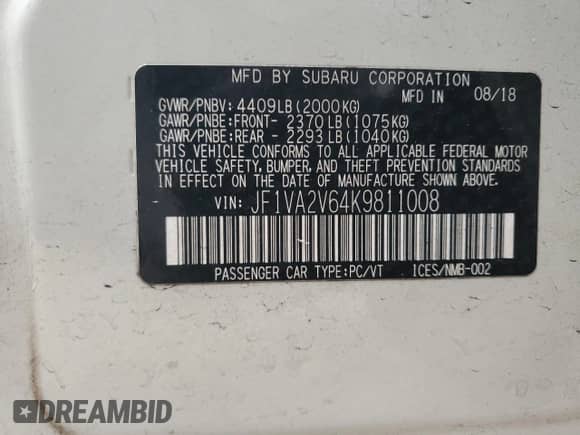 MFD BY SUBARU CORPORATION
MFD IN 08/18
GVWR/PNBV: 4409LB(2000KG)
GAWR/PNBE:FRONT- 2370LB(1075KG)
GAWR/PNBE:REAR - 2293LB(1040KG)
THIS VEHICLE CONFORMS TO ALL APPLICABLE FEDERAL MOTOR
VEHICLE SAFETY, BUMPER, AND THEFT PREVENTION STANDARDS
IN EFFECT ON THE DATE OF MANUFACTURE SHOWN ABOVE.
VIN: JF1VA2V64K9811008
PASSENGER CAR TYPE:PC/VT 1CES/NMB-002
DREAMBID